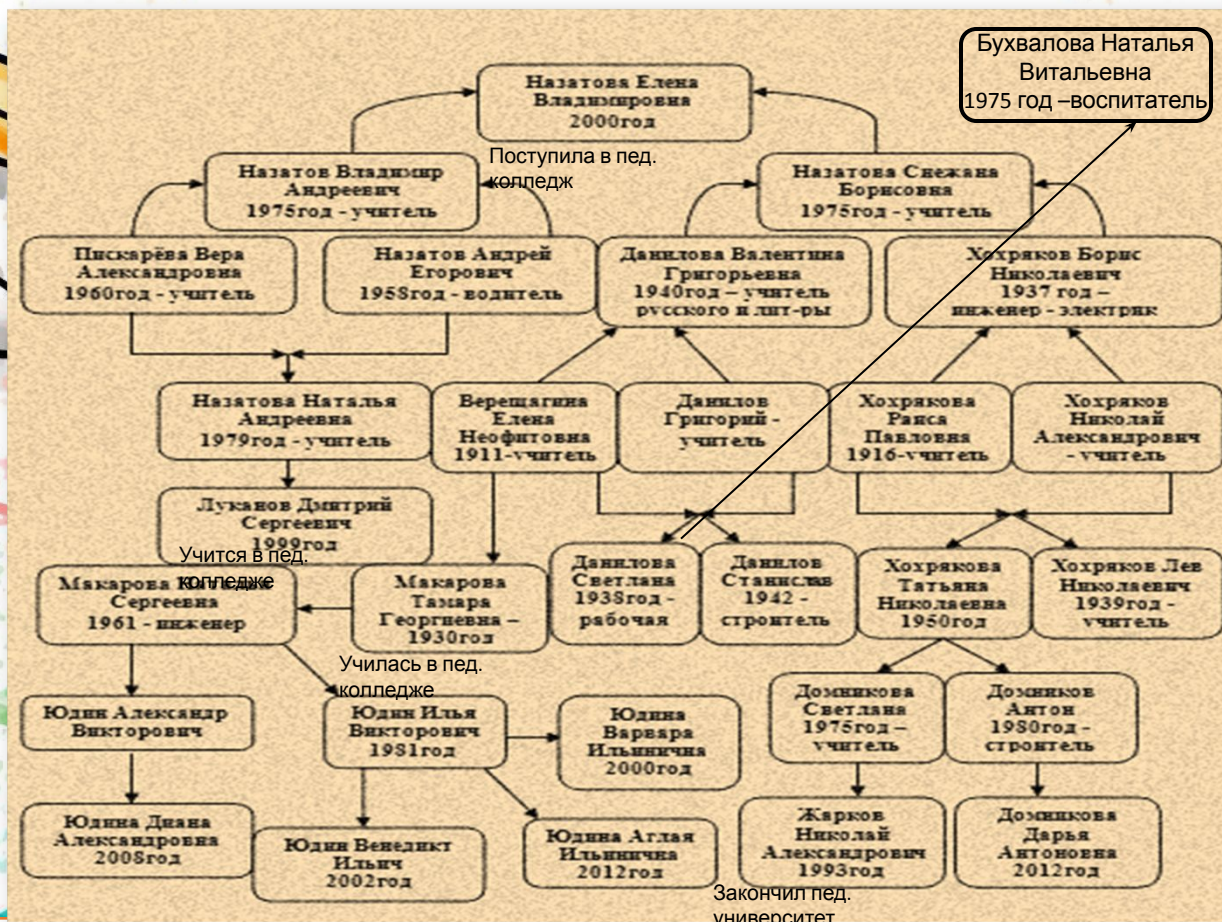 Бухвалова Наталья
Витальевна
1975 год –воспитатель
Назатова Елена
Владимировна
2000год
Поступила в пед.
колледж
Назатов Владимир
Андреевич
1975год - учитель
Назатова Снежана
Борисовна
1975год - учитель
Пискарёва Вера
Александровна
1960год - учитель
Назатов Андрей
Егорович
1958год - водитель
Данилова Валентина
Григорьевна
1940год – учитель
русского и лит-ры
Хохряков Борис
Николаевич
1937 год –
инженер - электрик
Назатова Наталья
Андреевна
1979год - учитель
Верещагина
Елена
Неофитовна
1911-учитель
Данилов
Григорий -
учитель
Хохрякова
Раиса
Павловна
1916-учитель
Хохряков
Николай
Александрович
- учитель
Луканов Дмитрий
Сергеевич
1999год
Учится в пед.
колледже
Макарова
Сергеевна
1961 - инженер
Макарова
Тамара
Георгиевна –
1930год
Училась в пед.
колледже
Данилова
Светлана
1938год -
рабочая
Данилов
Станислав
1942 -
строитель
Хохрякова
Татьяна
Николаевна
1950год
Хохряков Лев
Николаевич
1939год -
учитель
Юдин Александр
Викторович
Юдин Илья
Викторович
1981год
Юдина
Варвара
Ильинична
2000год
Домникова
Светлана
1975год –
учитель
Домников
Антон
1980год -
строитель
Юдина Диана
Александровна
2008год
Юдин Венедикт
Ильич
2002год
Юдина Аглая
Ильинична
2012год
Жарков
Николай
Александрович
1993год
Домникова
Дарья
Антоновна
2012год
Закончил пед.
университет